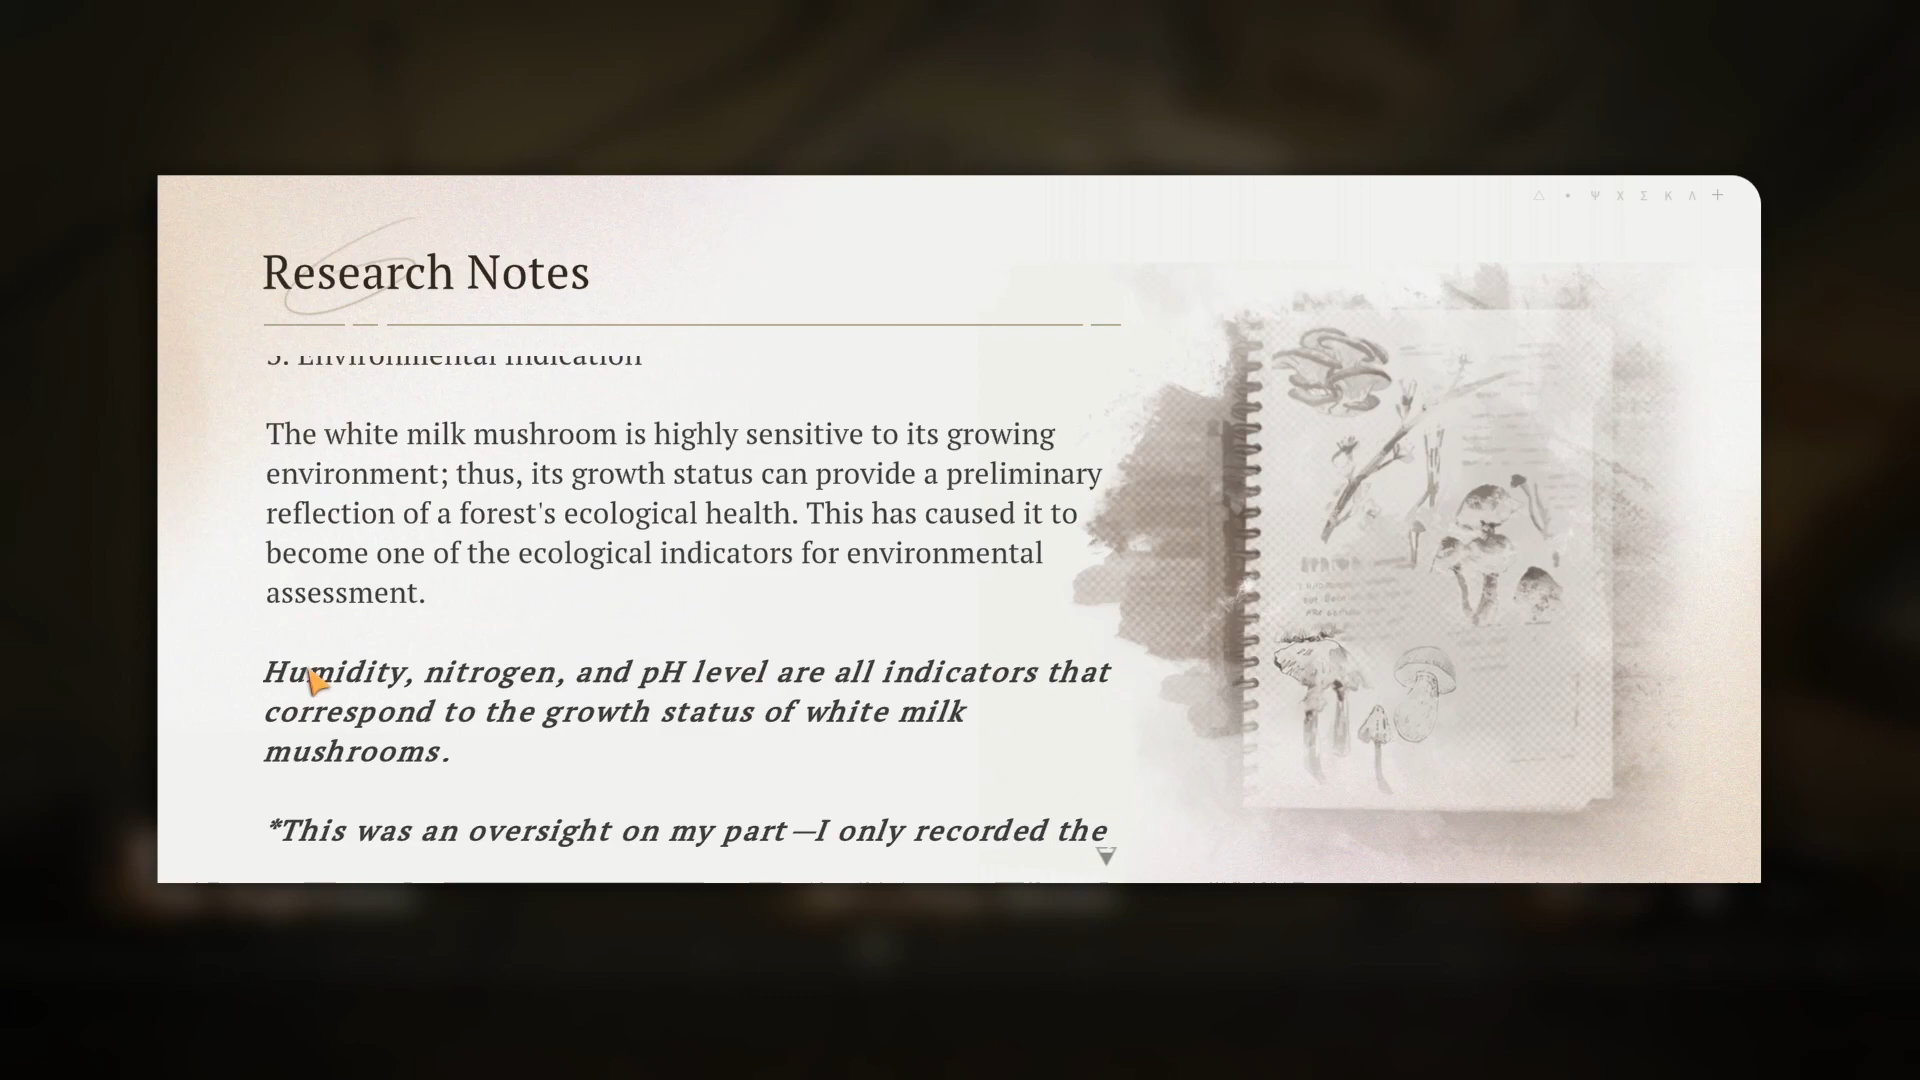 △ • Ψ X Σ K Λ +
Research Notes
Environmental Indication
The white milk mushroom is highly sensitive to its growing
environment; thus, its growth status can provide a preliminary
reflection of a forest's ecological health. This has caused it to
become one of the ecological indicators for environmental
assessment.
Humidity, nitrogen, and pH level are all indicators that
correspond to the growth status of white milk
mushrooms.
*This was an oversight on my part—I only recorded the